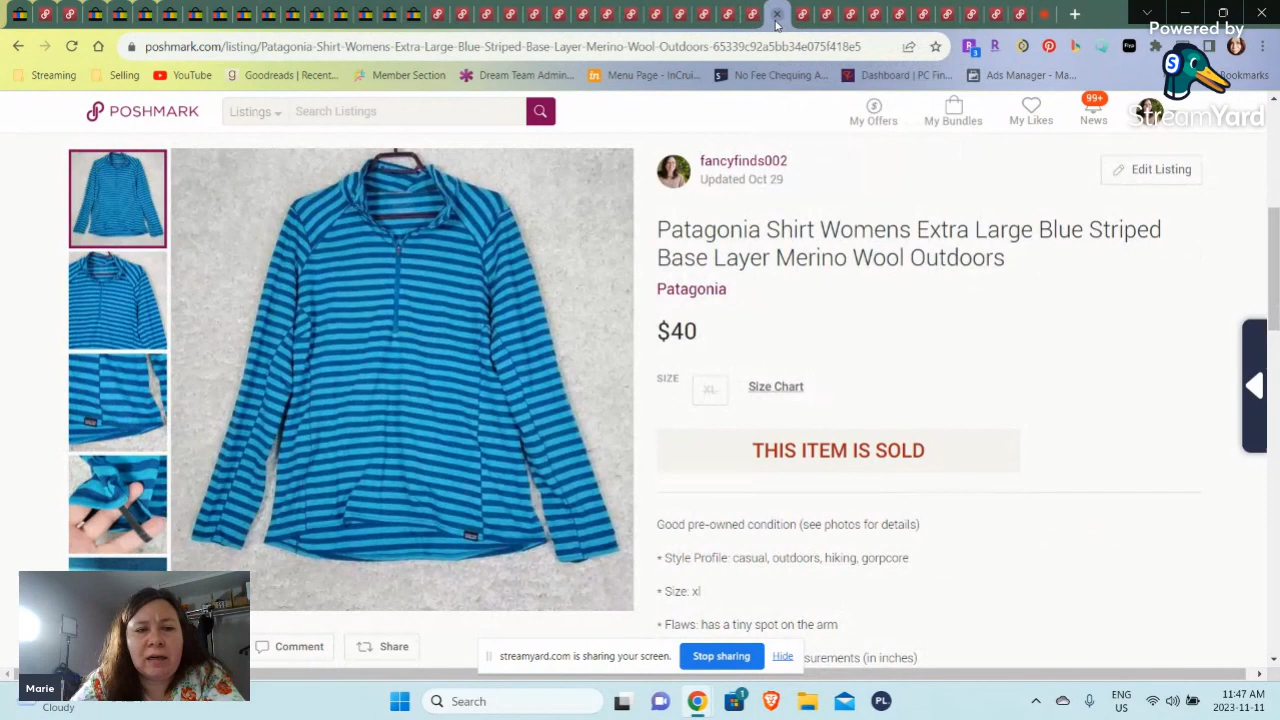 Powered by
StreamYard
poshmark.com/listing/Patagonia-Shirt-Womens-Extra-Large-Blue-Striped-Base-Layer-Merino-Wool-Outdoors-65339c92a5bb34e075f418e5
3
Streaming
Selling
YouTube
Goodreads | Recent...
Member Section
Dream Team Admin...
Menu Page - InCrui...
No Fee Chequing A...
Dashboard | PC Fin...
Ads Manager - Ma...
Bookmarks
POSHMARK
Listings
Search Listings
My Offers
My Bundles
My Likes
99+
News
fancyfinds002
Updated Oct 29
Edit Listing
Patagonia Shirt Womens Extra Large Blue Striped
Base Layer Merino Wool Outdoors
Patagonia
$40
SIZE
XL
Size Chart
THIS ITEM IS SOLD
Good pre-owned condition (see photos for details)
* Style Profile: casual, outdoors, hiking, gorpcore
* Size: xl
* Flaws: has a tiny spot on the arm
surements (in inches)
Comment
Share
streamyard.com is sharing your screen.
Stop sharing
Hide
Marie
Cloudy
Search
1
PL
ENG
US
11:47 AM
2023-11-11